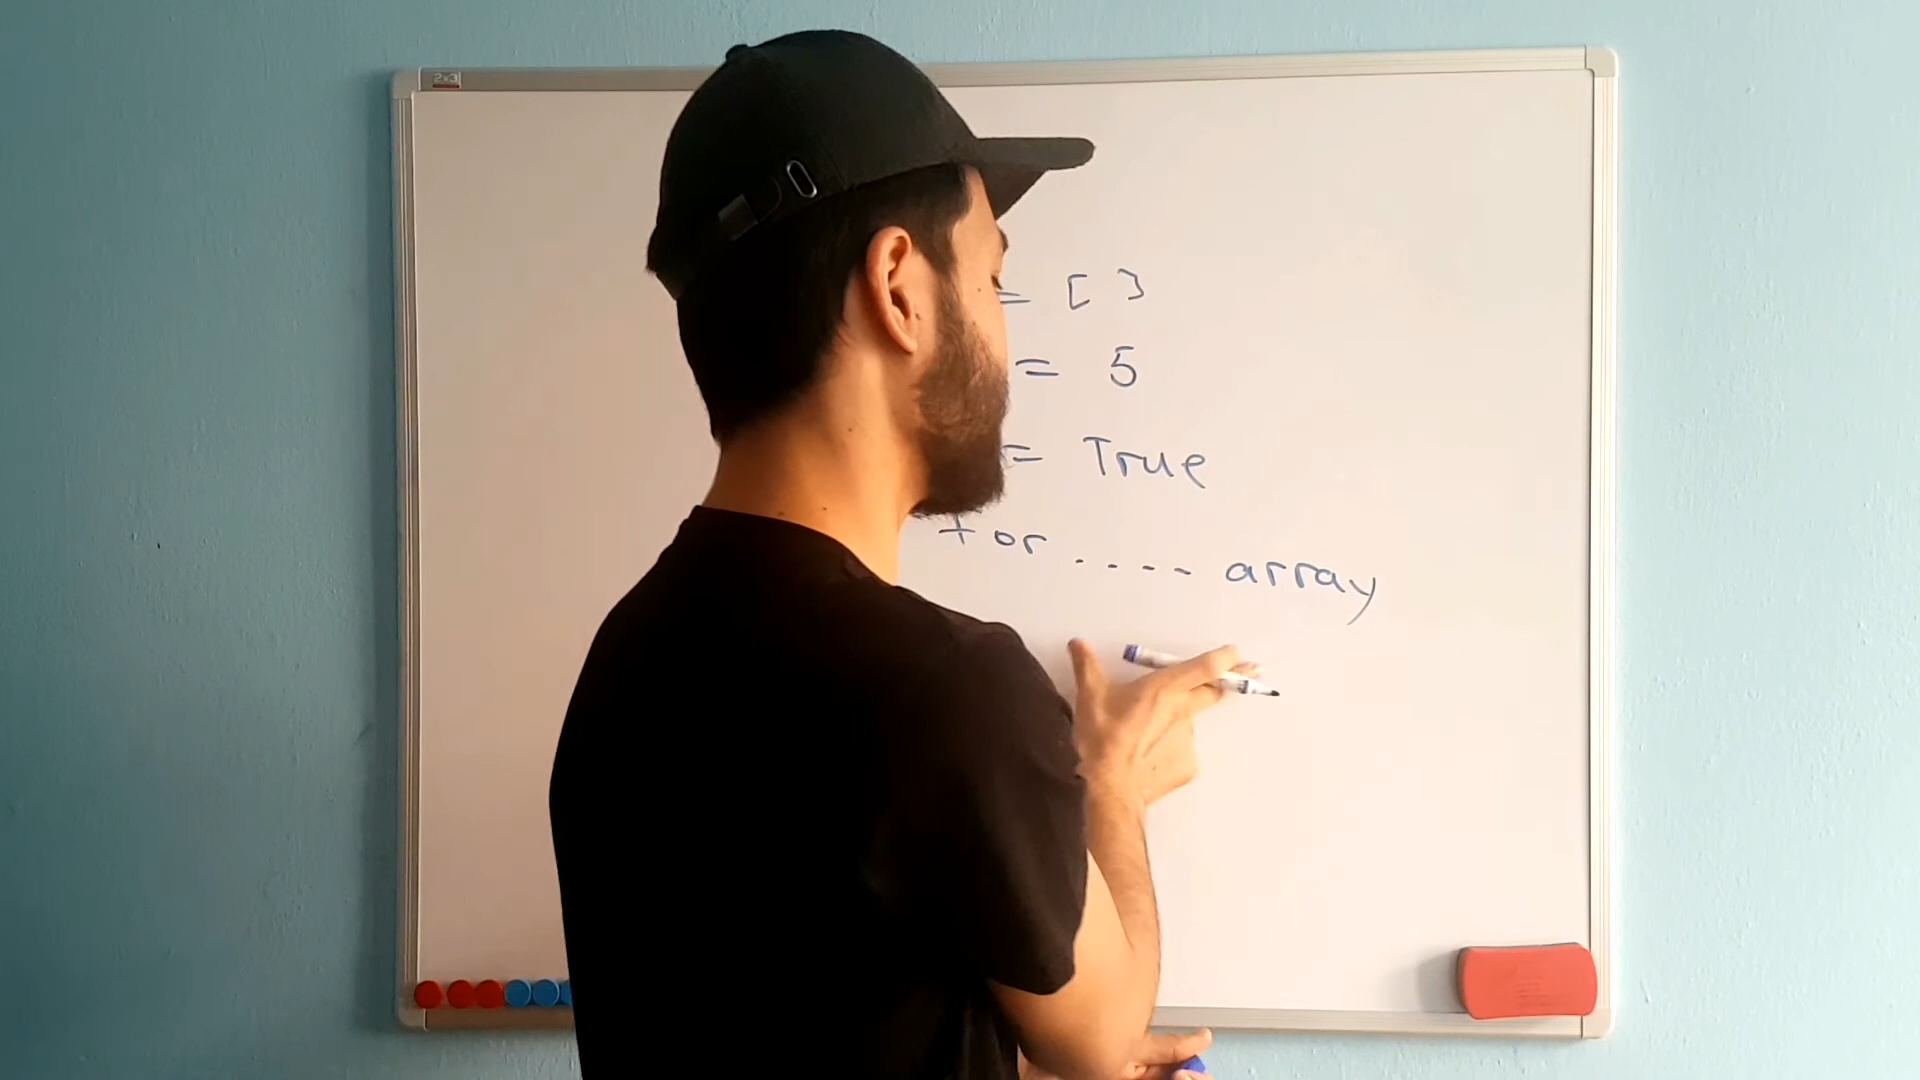 2x3
= [ ]
= 5
= True
for .... array